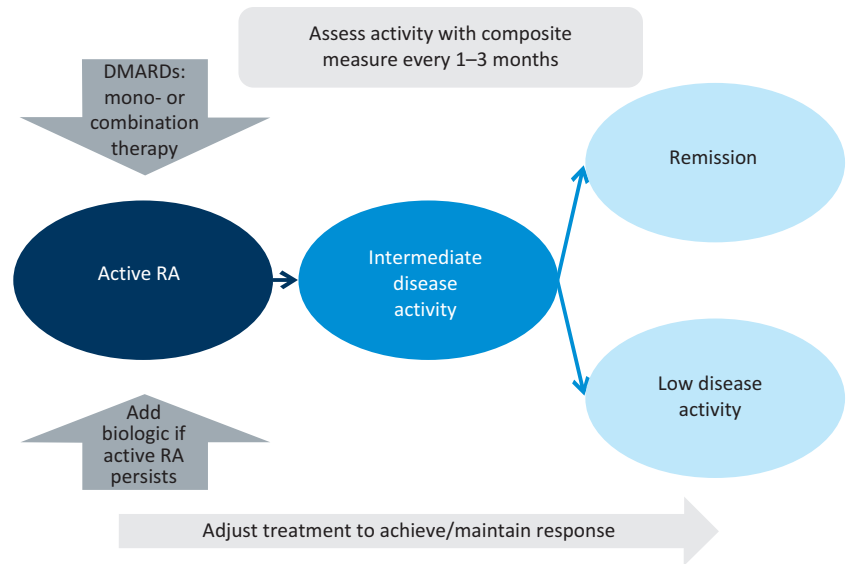 Assess activity with composite
measure every 1–3 months
DMARDs:
mono- or
combination
therapy
Remission
Active RA
Intermediate
disease
activity
Low disease
activity
Add
biologic if
active RA
persists
Adjust treatment to achieve/maintain response